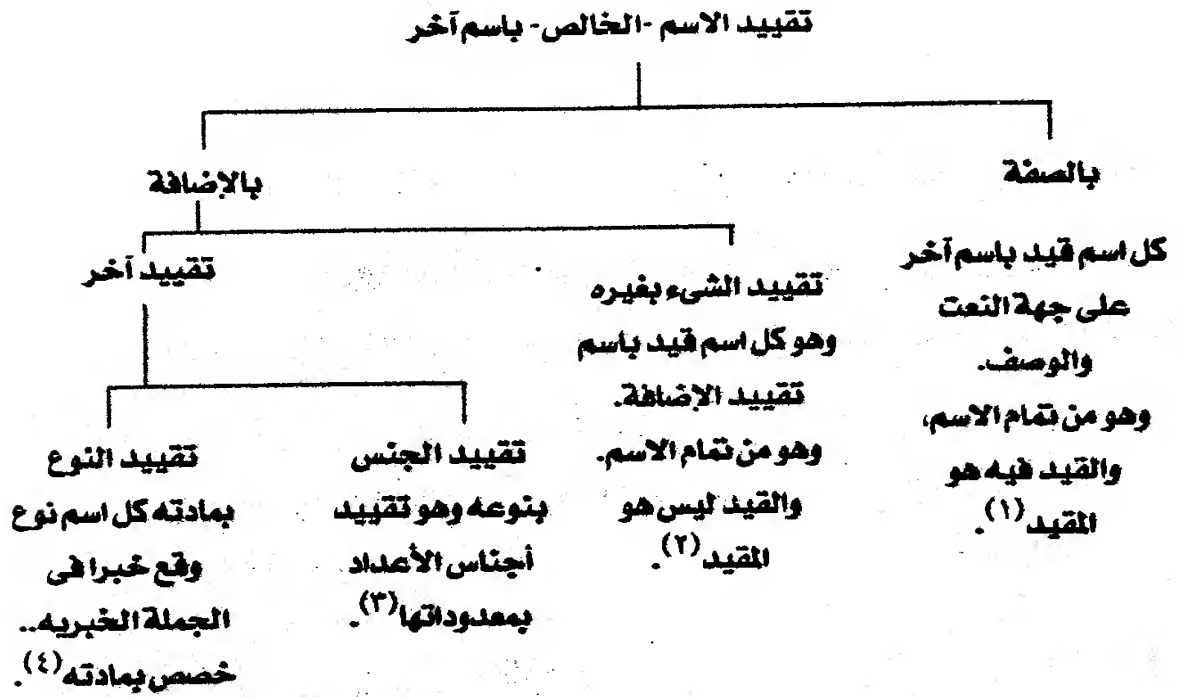 تقييد الاسم -الخالص- باسم آخر
بالصفة
كل اسم قيد باسم آخر
على جهة النعت
والوصف.
وهو من تمام الاسم،
والقيد فيه هو
المقيد (١).
بالإضافة
تقييد الشىء بغيره
وهو كل اسم قيد باسم
تقييد الإضافة.
وهو من تمام الاسم.
والقيد ليس هو
المقيد (٢).
تقييد آخر
تقييد الجنس
بنوعه وهو تقييد
أجناس الأعداد
بمعدوداتها (٣).
تقييد النوع
بمادته كل اسم نوع
وقع خبرا فى
الجملة الخبريه..
خصص بمادته (٤).